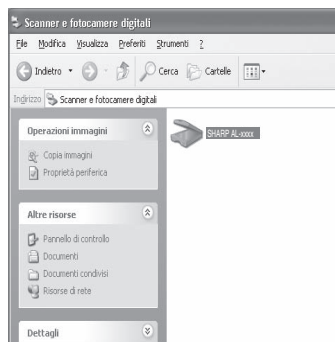 Scanner e fotocamere digitali
File Modifica Visualizza Preferiti Strumenti ?
Indietro Cerca Cartelle
Indirizzo Scanner e fotocamere digitali
Operazioni immagini
Copia immagini
Proprietà periferica
SHARP AL-xxxx
Altre risorse
Pannello di controllo
Documenti
Documenti condivisi
Risorse di rete
Dettagli